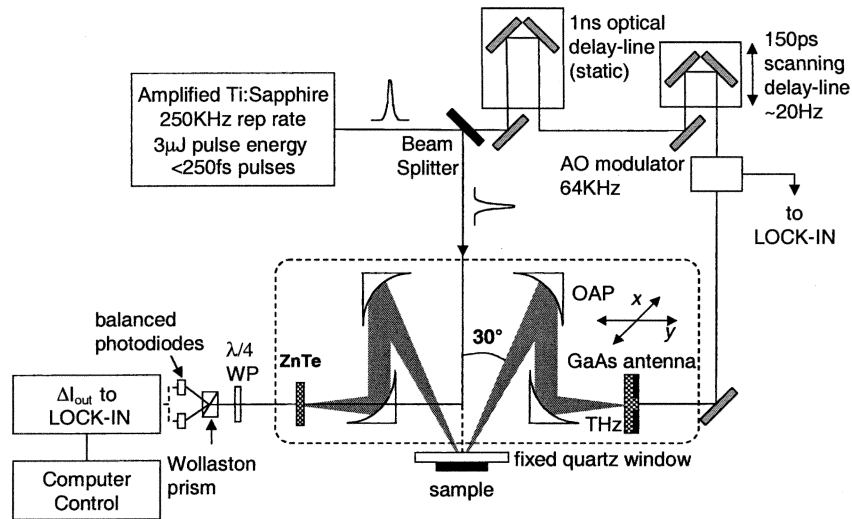 1ns optical
delay-line
(static)
150ps
scanning
delay-line
~20Hz
Amplified Ti:Sapphire
250KHz rep rate
3μJ pulse energy
<250fs pulses
Beam
Splitter
AO modulator
64KHz
to
LOCK-IN
OAP
x
y
30°
GaAs antenna
balanced
photodiodes
λ/4
WP
ZnTe
ΔIout to
LOCK-IN
THz
Wollaston
prism
fixed quartz window
sample
Computer
Control